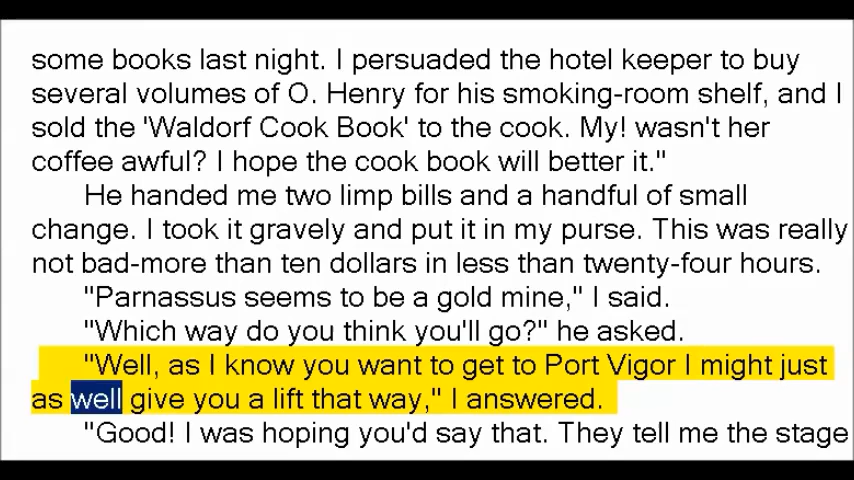 some books last night. I persuaded the hotel keeper to buy
several volumes of O. Henry for his smoking-room shelf, and I
sold the 'Waldorf Cook Book' to the cook. My! wasn't her
coffee awful? I hope the cook book will better it."
He handed me two limp bills and a handful of small
change. I took it gravely and put it in my purse. This was really
not bad-more than ten dollars in less than twenty-four hours.
"Parnassus seems to be a gold mine," I said.
"Which way do you think you'll go?" he asked.
"Well, as I know you want to get to Port Vigor I might just
as well give you a lift that way," I answered.
"Good! I was hoping you'd say that. They tell me the stage